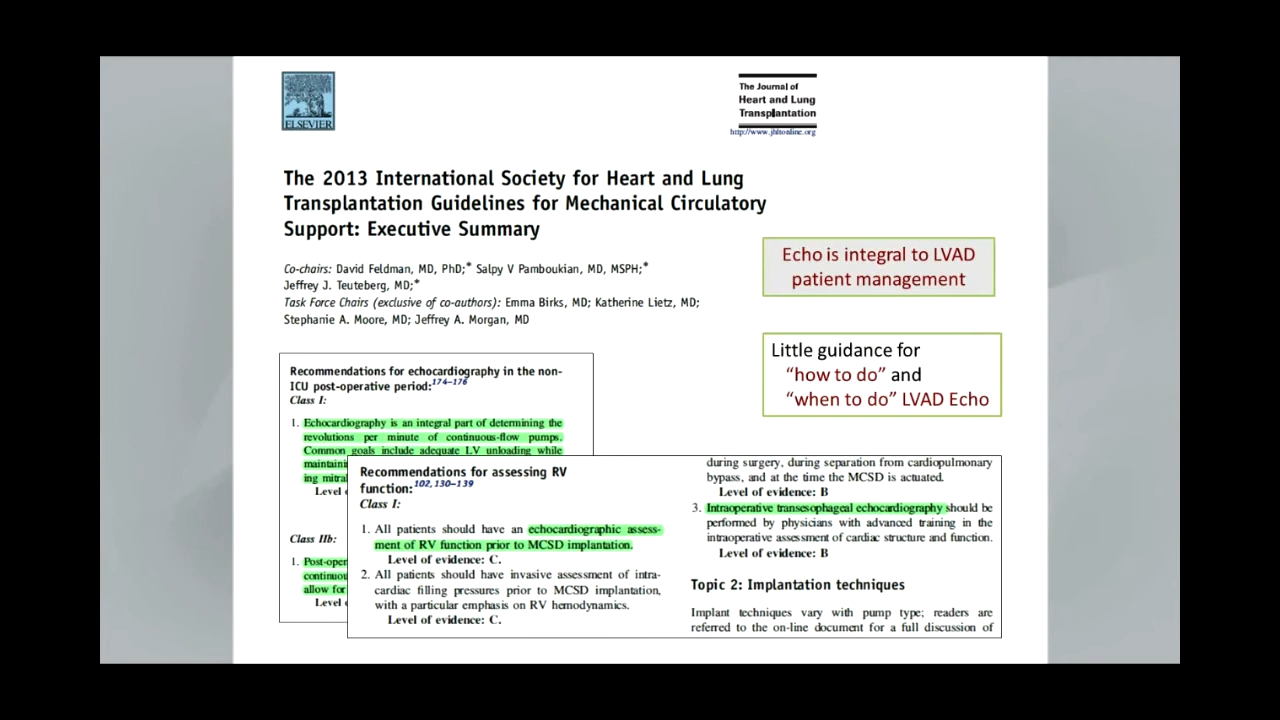 ELSEVIER
The Journal of
Heart and Lung
Transplantation
http://www.jhltonline.org
The 2013 International Society for Heart and Lung
Transplantation Guidelines for Mechanical Circulatory
Support: Executive Summary
Co-chairs: David Feldman, MD, PhD;* Salpy V Pamboukian, MD, MSPH;*
Jeffrey J. Teuteberg, MD;*
Task Force Chairs (exclusive of co-authors): Emma Birks, MD; Katherine Lietz, MD;
Stephanie A. Moore, MD; Jeffrey A. Morgan, MD
Echo is integral to LVAD
patient management
Little guidance for
“how to do” and
“when to do” LVAD Echo
Recommendations for echocardiography in the non-
ICU post-operative period:174–176
Class I:
1. Echocardiography is an integral part of determining the
revolutions per minute of continuous-flow pumps.
Common goals include adequate LV unloading while
ing mitral
Level
Class IIb:
allow for
Level
Recommendations for assessing RV
function:102,130–139
Class I:
1. All patients should have an echocardiographic assess-
ment of RV function prior to MCSD implantation.
Level of evidence: C.
2. All patients should have invasive assessment of intra-
cardiac filling pressures prior to MCSD implantation,
with a particular emphasis on RV hemodynamics.
Level of evidence: C.
during surgery, during separation from cardiopulmonary
bypass, and at the time the MCSD is actuated.
Level of evidence: B
3. Intraoperative transesophageal echocardiography should be
performed by physicians with advanced training in the
intraoperative assessment of cardiac structure and function.
Level of evidence: B
Topic 2: Implantation techniques
Implant techniques vary with pump type; readers are
referred to the on-line document for a full discussion of